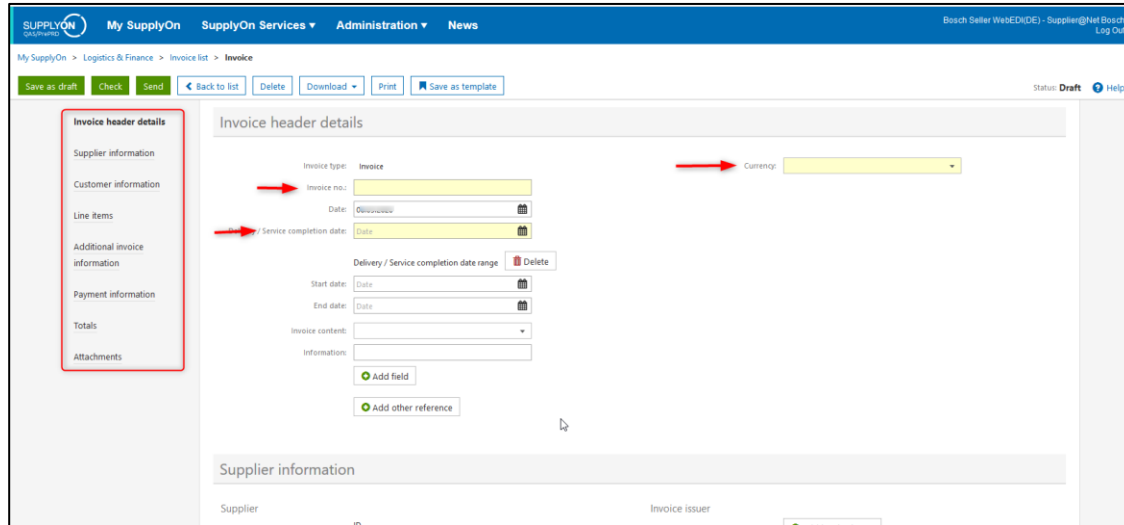 SUPPLYON
QAS/PrePRD
My SupplyOn
SupplyOn Services
Administration
News
Bosch Seller WebEDI(DE) - Supplier@Net Bosch
Log Out
My SupplyOn > Logistics & Finance > Invoice list > Invoice
Save as draft
Check
Send
Back to list
Delete
Download
Print
Save as template
Status: Draft
Help
Invoice header details
Supplier information
Customer information
Line items
Additional invoice
information
Payment information
Totals
Attachments
Invoice header details
Invoice type: Invoice
Currency:
Invoice no.:
Date:
/ Service completion date: Date
Delivery / Service completion date range Delete
Start date: Date
End date: Date
Invoice content:
Information:
Add field
Add other reference
Supplier information
Supplier
Invoice issuer
ID